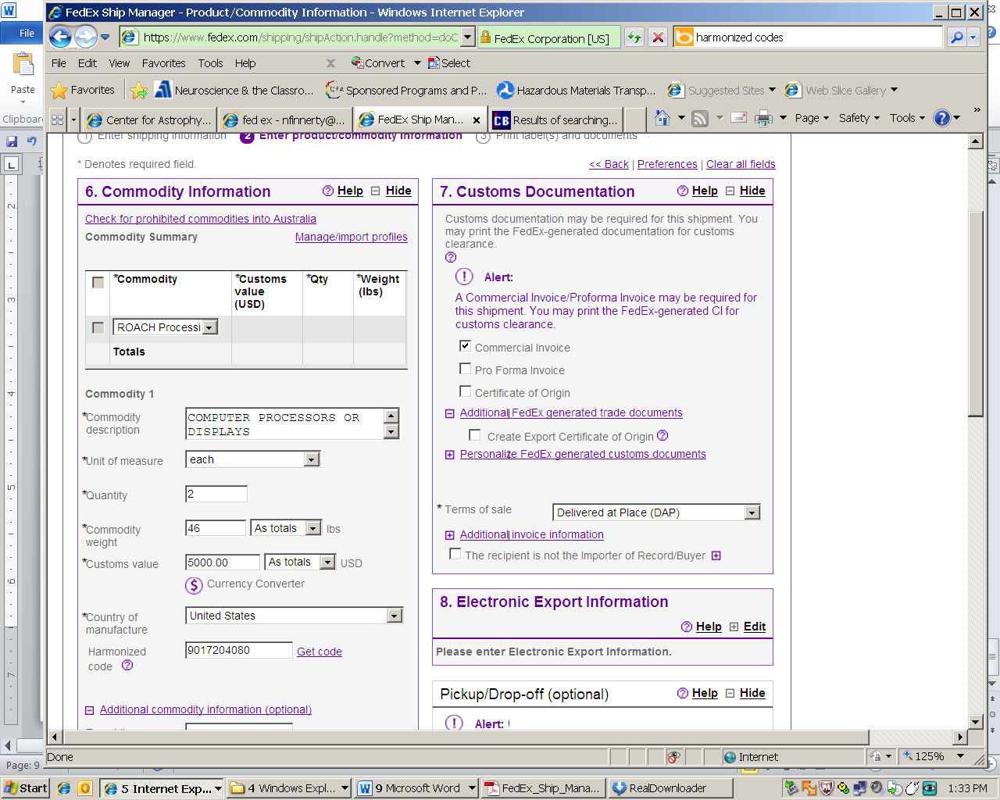 FedEx Ship Manager - Product/Commodity Information - Windows Internet Explorer
File
Paste
Clipboard
https://www.fedex.com/shipping/shipAction.handle?method=doC
FedEx Corporation [US]
harmonized codes
File Edit View Favorites Tools Help x Convert Select
Favorites Neuroscience & the Classro... Sponsored Programs and P... Hazardous Materials Transp... Suggested Sites Web Slice Gallery
Center for Astrophy... fed ex - nfinnerty@... FedEx Ship Man... x Results of searching... Page Safety Tools »
1 Enter shipping information 2 Enter product/commodity information 3 Print label(s) and documents
* Denotes required field.
<< Back | Preferences | Clear all fields
6. Commodity Information ? Help Hide
Check for prohibited commodities into Australia
Commodity Summary Manage/import profiles
*Commodity *Customs value (USD) *Qty *Weight (lbs)
ROACH Processi
Totals
Commodity 1
*Commodity description
COMPUTER PROCESSORS OR
DISPLAYS
*Unit of measure each
*Quantity 2
*Commodity weight 46 As totals lbs
*Customs value 5000.00 As totals USD
$ Currency Converter
*Country of manufacture United States
Harmonized code ? 9017204080 Get code
Additional commodity information (optional)
7. Customs Documentation ? Help Hide
Customs documentation may be required for this shipment. You
may print the FedEx-generated documentation for customs
clearance.
?
! Alert:
A Commercial Invoice/Proforma Invoice may be required for
this shipment. You may print the FedEx-generated CI for
customs clearance.
Commercial Invoice
Pro Forma Invoice
Certificate of Origin
Additional FedEx generated trade documents
Create Export Certificate of Origin ?
Personalize FedEx generated customs documents
* Terms of sale Delivered at Place (DAP)
Additional invoice information
The recipient is not the Importer of Record/Buyer
8. Electronic Export Information
? Help Edit
Please enter Electronic Export Information.
Pickup/Drop-off (optional) ? Help Hide
! Alert:
Done Internet 125%
Page: 9
Start 5 Internet Exp... 4 Windows Expl... 9 Microsoft Word FedEx_Ship_Mana... RealDownloader 1:33 PM